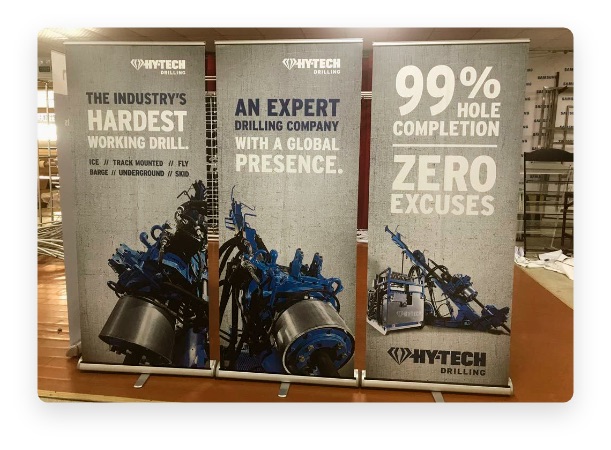 HY-TECH
DRILLING
THE INDUSTRY'S
HARDEST
WORKING DRILL.
ICE // TRACK MOUNTED // FLY
BARGE // UNDERGROUND // SKID
HY-TECH
DRILLING
AN EXPERT
DRILLING COMPANY
WITH A GLOBAL
PRESENCE.
99%
HOLE
COMPLETION
ZERO
EXCUSES
HY-TECH
DRILLING